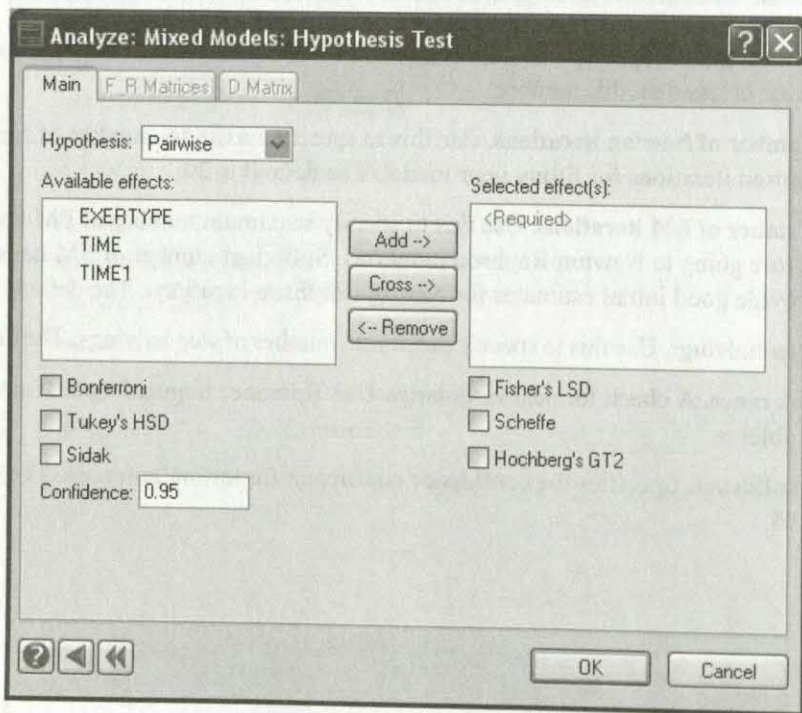 Analyze: Mixed Models: Hypothesis Test
Main F_R Matrices D Matrix
Hypothesis: Pairwise
Available effects:
EXERTYPE
TIME
TIME1
Add -->
Cross -->
<-- Remove
Selected effect[s]:
<Required>
Bonferroni
Tukey's HSD
Sidak
Fisher's LSD
Scheffe
Hochberg's GT2
Confidence: 0.95
OK
Cancel